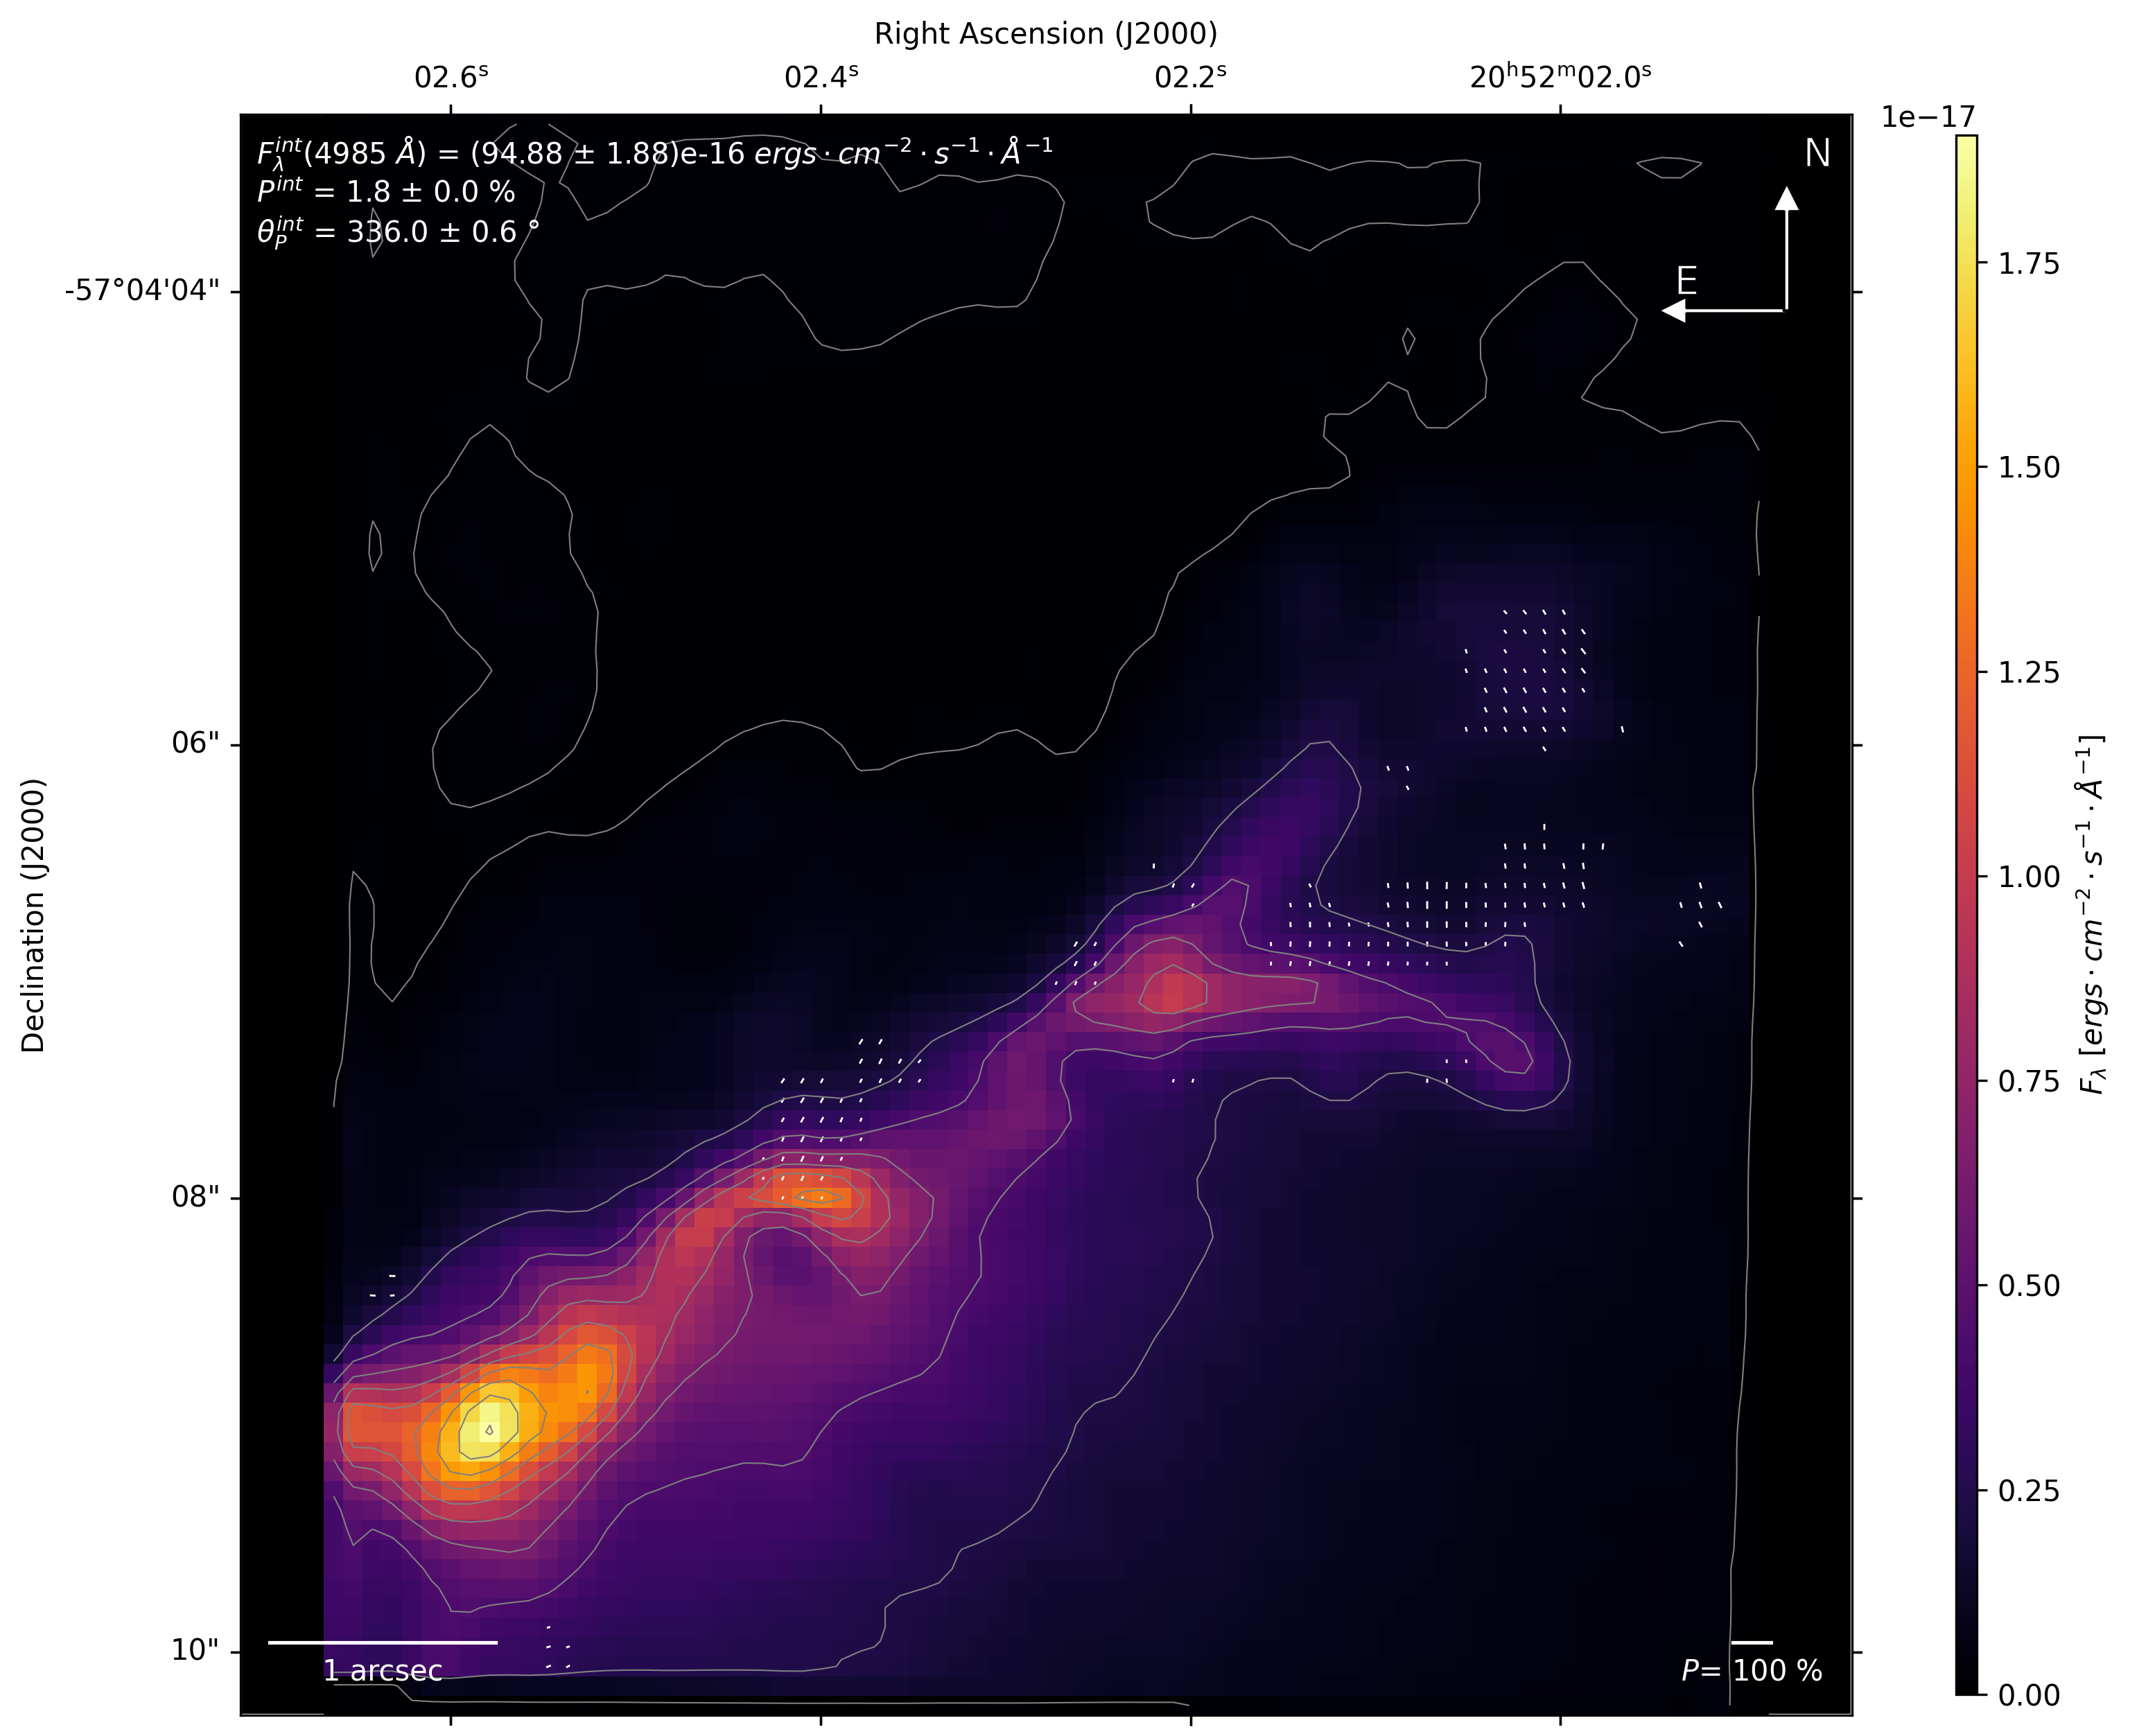 Right Ascension (J2000)
02.6ˢ 02.4ˢ 02.2ˢ 20ʰ52ᵐ02.0ˢ
1e−17
F_λ^int(4985 Å) = (94.88 ± 1.88)e-16 ergs · cm⁻² · s⁻¹ · Å⁻¹
P^int = 1.8 ± 0.0 %
θ_P^int = 336.0 ± 0.6 °
N
E
-57°04'04"
06"
08"
10"
Declination (J2000)
1 arcsec
P= 100 %
1.75
1.50
1.25
1.00
0.75
0.50
0.25
0.00
F_λ [ergs · cm⁻² · s⁻¹ · Å⁻¹]